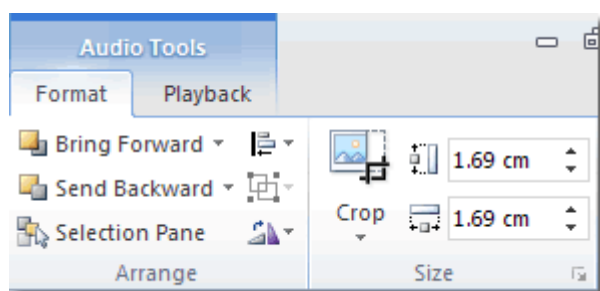 Audio Tools
Format Playback
Bring Forward
Send Backward
Selection Pane
Arrange
1.69 cm
Crop
1.69 cm
Size